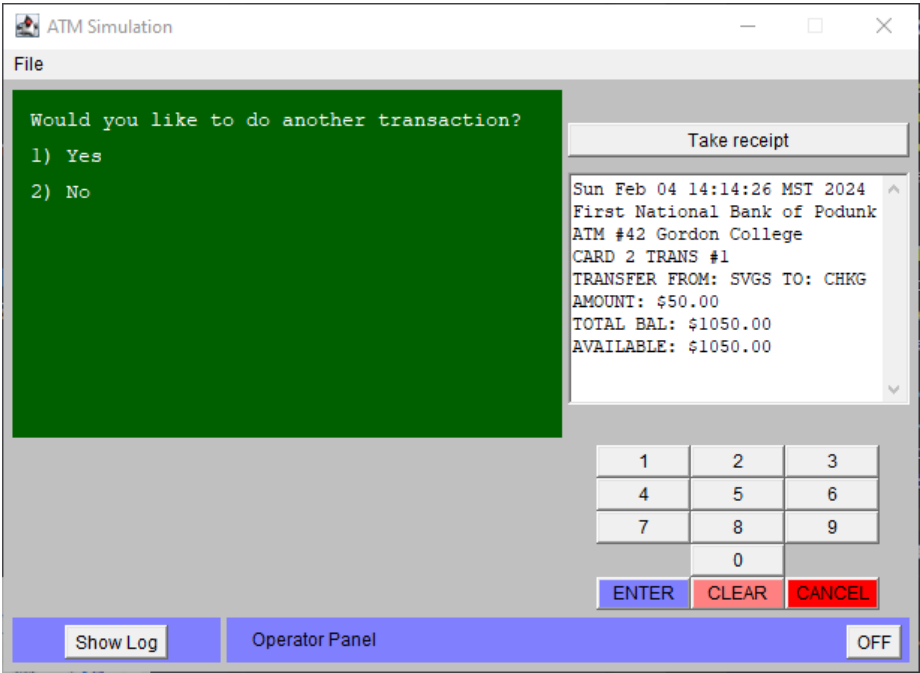 ATM Simulation
File
Would you like to do another transaction?
1) Yes
2) No
Take receipt
Sun Feb 04 14:14:26 MST 2024
First National Bank of Podunk
ATM #42 Gordon College
CARD 2 TRANS #1
TRANSFER FROM: SVGS TO: CHKG
AMOUNT: $50.00
TOTAL BAL: $1050.00
AVAILABLE: $1050.00
1 2 3
4 5 6
7 8 9
0
ENTER CLEAR CANCEL
Show Log Operator Panel OFF